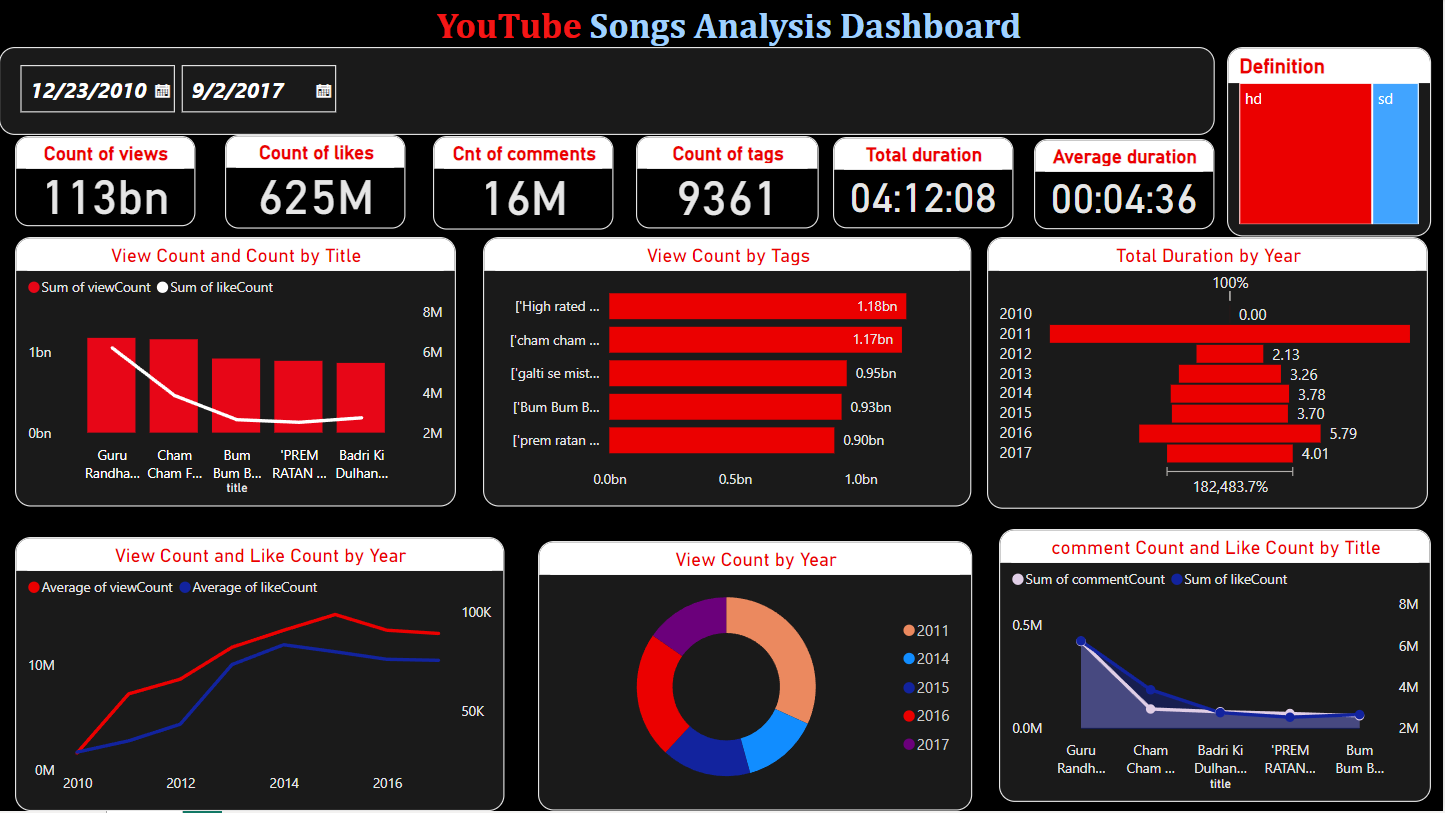 YouTube Songs Analysis Dashboard
12/23/2010
9/2/2017
Definition
hd
sd
Count of views
113bn
Count of likes
625M
Cnt of comments
16M
Count of tags
9361
Total duration
04:12:08
Average duration
00:04:36
View Count and Count by Title
Sum of viewCount
Sum of likeCount
8M
6M
4M
2M
1bn
0bn
Guru
Randha...
Cham
Cham F...
Bum
Bum B...
'PREM
RATAN ...
Badri Ki
Dulhan...
title
View Count by Tags
['High rated ...
1.18bn
['cham cham ...
1.17bn
['galti se mist...
0.95bn
['Bum Bum B...
0.93bn
['prem ratan ...
0.90bn
0.0bn
0.5bn
1.0bn
Total Duration by Year
100%
2010
0.00
2011
2012
2.13
2013
3.26
2014
3.78
2015
3.70
2016
5.79
2017
4.01
182,483.7%
View Count and Like Count by Year
Average of viewCount
Average of likeCount
100K
50K
10M
0M
2010
2012
2014
2016
View Count by Year
2011
2014
2015
2016
2017
comment Count and Like Count by Title
Sum of commentCount
Sum of likeCount
0.5M
0.0M
8M
6M
4M
2M
Guru
Randh...
Cham
Cham ...
Badri Ki
Dulhan...
'PREM
RATAN...
Bum
Bum B...
title